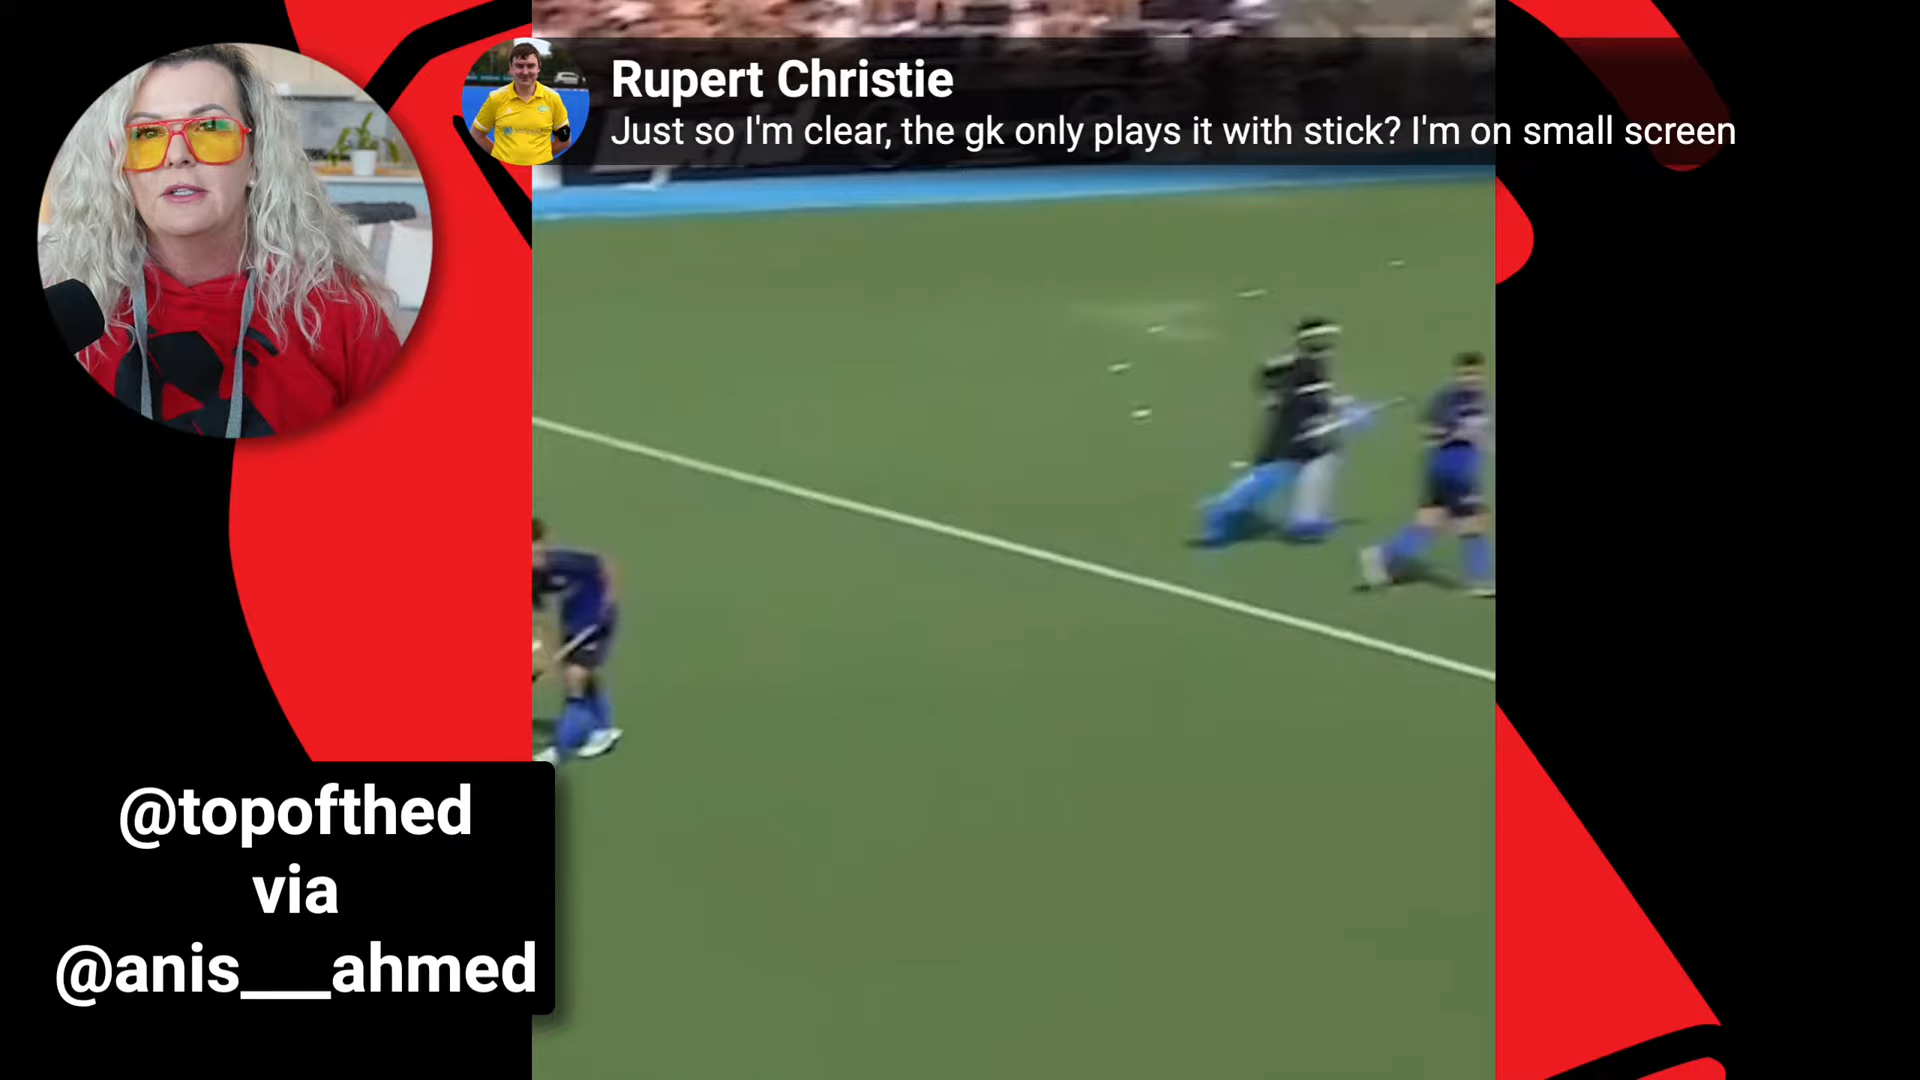 Rupert Christie
Just so I'm clear, the gk only plays it with stick? I'm on small screen
@topofthed
via
@anis___ahmed